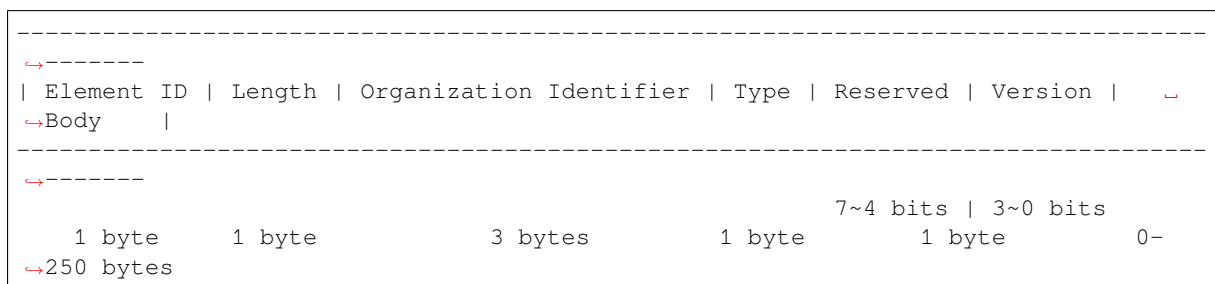 ------------------------------------------------------------------------------------
↪-------
| Element ID | Length | Organization Identifier | Type | Reserved | Version |   ␣
↪Body    |
------------------------------------------------------------------------------------
↪-------
                                                          7~4 bits | 3~0 bits
    1 byte    1 byte            3 bytes         1 byte        1 byte         0-
↪250 bytes